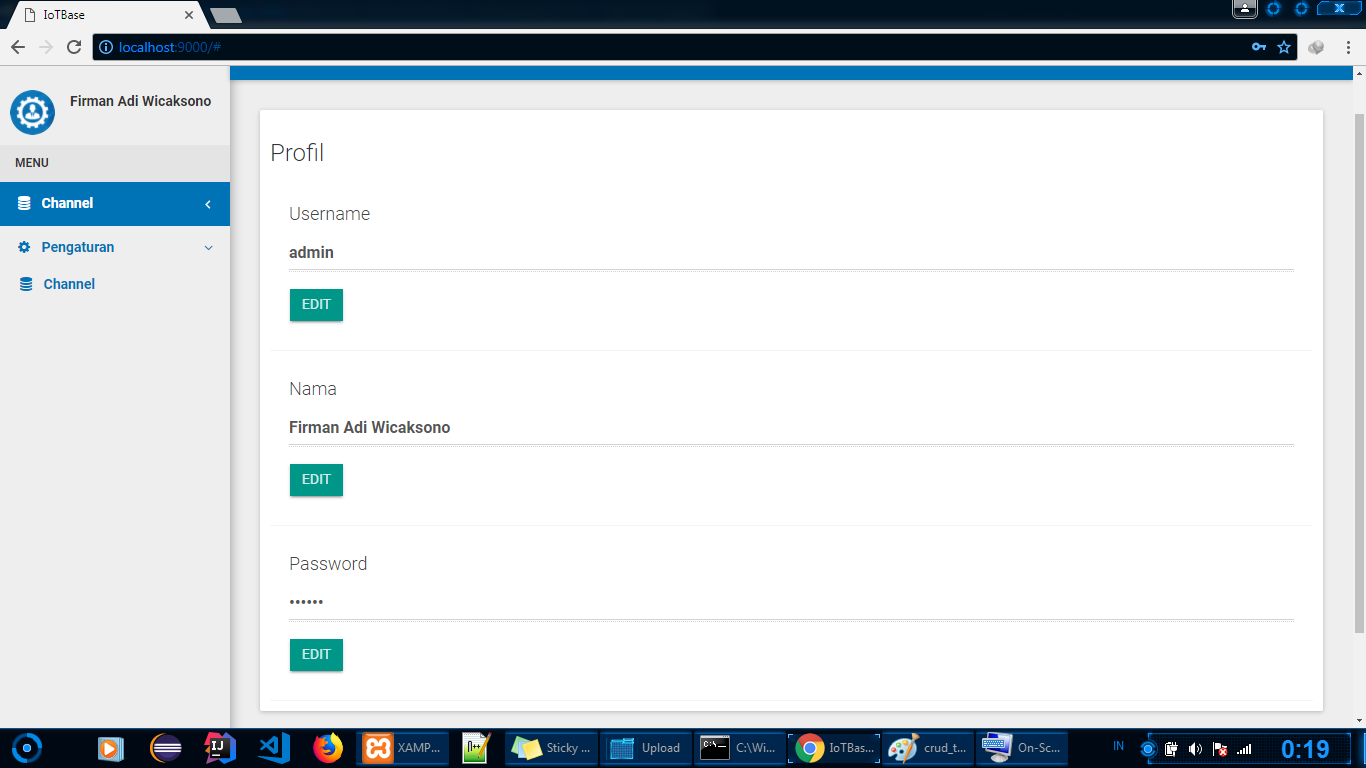 IoTBase
localhost:9000/#
Firman Adi Wicaksono
MENU
Channel
Pengaturan
Channel
Profil
Username
admin
EDIT
Nama
Firman Adi Wicaksono
EDIT
Password
••••••
EDIT
XAMP...
Sticky ...
Upload
C:\Wi...
IoTBas...
crud_t...
On-Sc...
IN
0:19